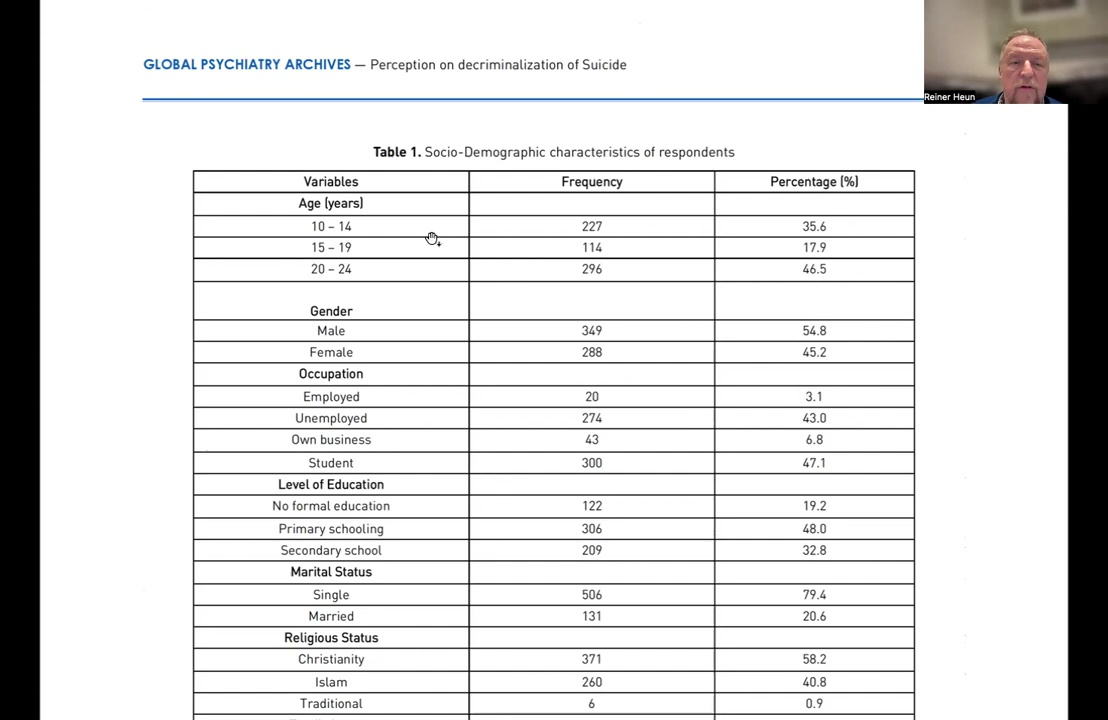 GLOBAL PSYCHIATRY ARCHIVES — Perception on decriminalization of Suicide
Reiner Heun
Table 1. Socio-Demographic characteristics of respondents
Variables Frequency Percentage (%)
Age (years)
10 – 14 227 35.6
15 – 19 114 17.9
20 – 24 296 46.5
Gender
Male 349 54.8
Female 288 45.2
Occupation
Employed 20 3.1
Unemployed 274 43.0
Own business 43 6.8
Student 300 47.1
Level of Education
No formal education 122 19.2
Primary schooling 306 48.0
Secondary school 209 32.8
Marital Status
Single 506 79.4
Married 131 20.6
Religious Status
Christianity 371 58.2
Islam 260 40.8
Traditional 6 0.9